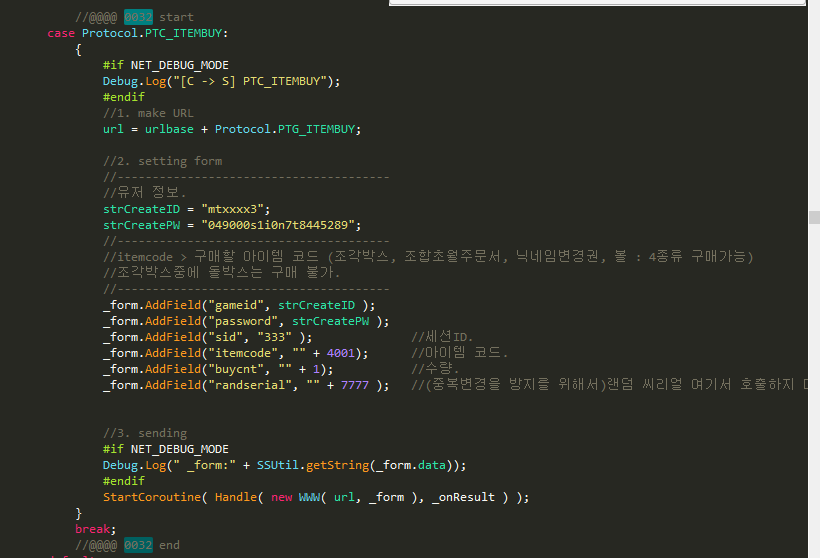 //@@@@ 0032 start
case Protocol.PTC_ITEMBUY:
{
#if NET_DEBUG_MODE
Debug.Log("[C -> S] PTC_ITEMBUY");
#endif
//1. make URL
url = urlbase + Protocol.PTG_ITEMBUY;
//2. setting form
//---------------------------------------
//유저 정보.
strCreateID = "mtxxxx3";
strCreatePW = "049000s1i0n7t8445289";
//---------------------------------------
//itemcode > 구매할 아이템 코드 (조각박스, 조합초월주문서, 닉네임변경권, 볼 : 4종류 구매가능)
//조각박스중에 돌박스는 구매 불가.
//---------------------------------------
_form.AddField("gameid", strCreateID );
_form.AddField("password", strCreatePW );
_form.AddField("sid", "333" ); //세션ID.
_form.AddField("itemcode", "" + 4001); //아이템 코드.
_form.AddField("buycnt", "" + 1); //수량.
_form.AddField("randserial", "" + 7777 ); //(중복변경을 방지를 위해서)랜덤 씨리얼 여기서 호출하지
//3. sending
#if NET_DEBUG_MODE
Debug.Log(" _form:" + SSUtil.getString(_form.data));
#endif
StartCoroutine( Handle( new WWW( url, _form ), _onResult ) );
}
break;
//@@@@ 0032 end